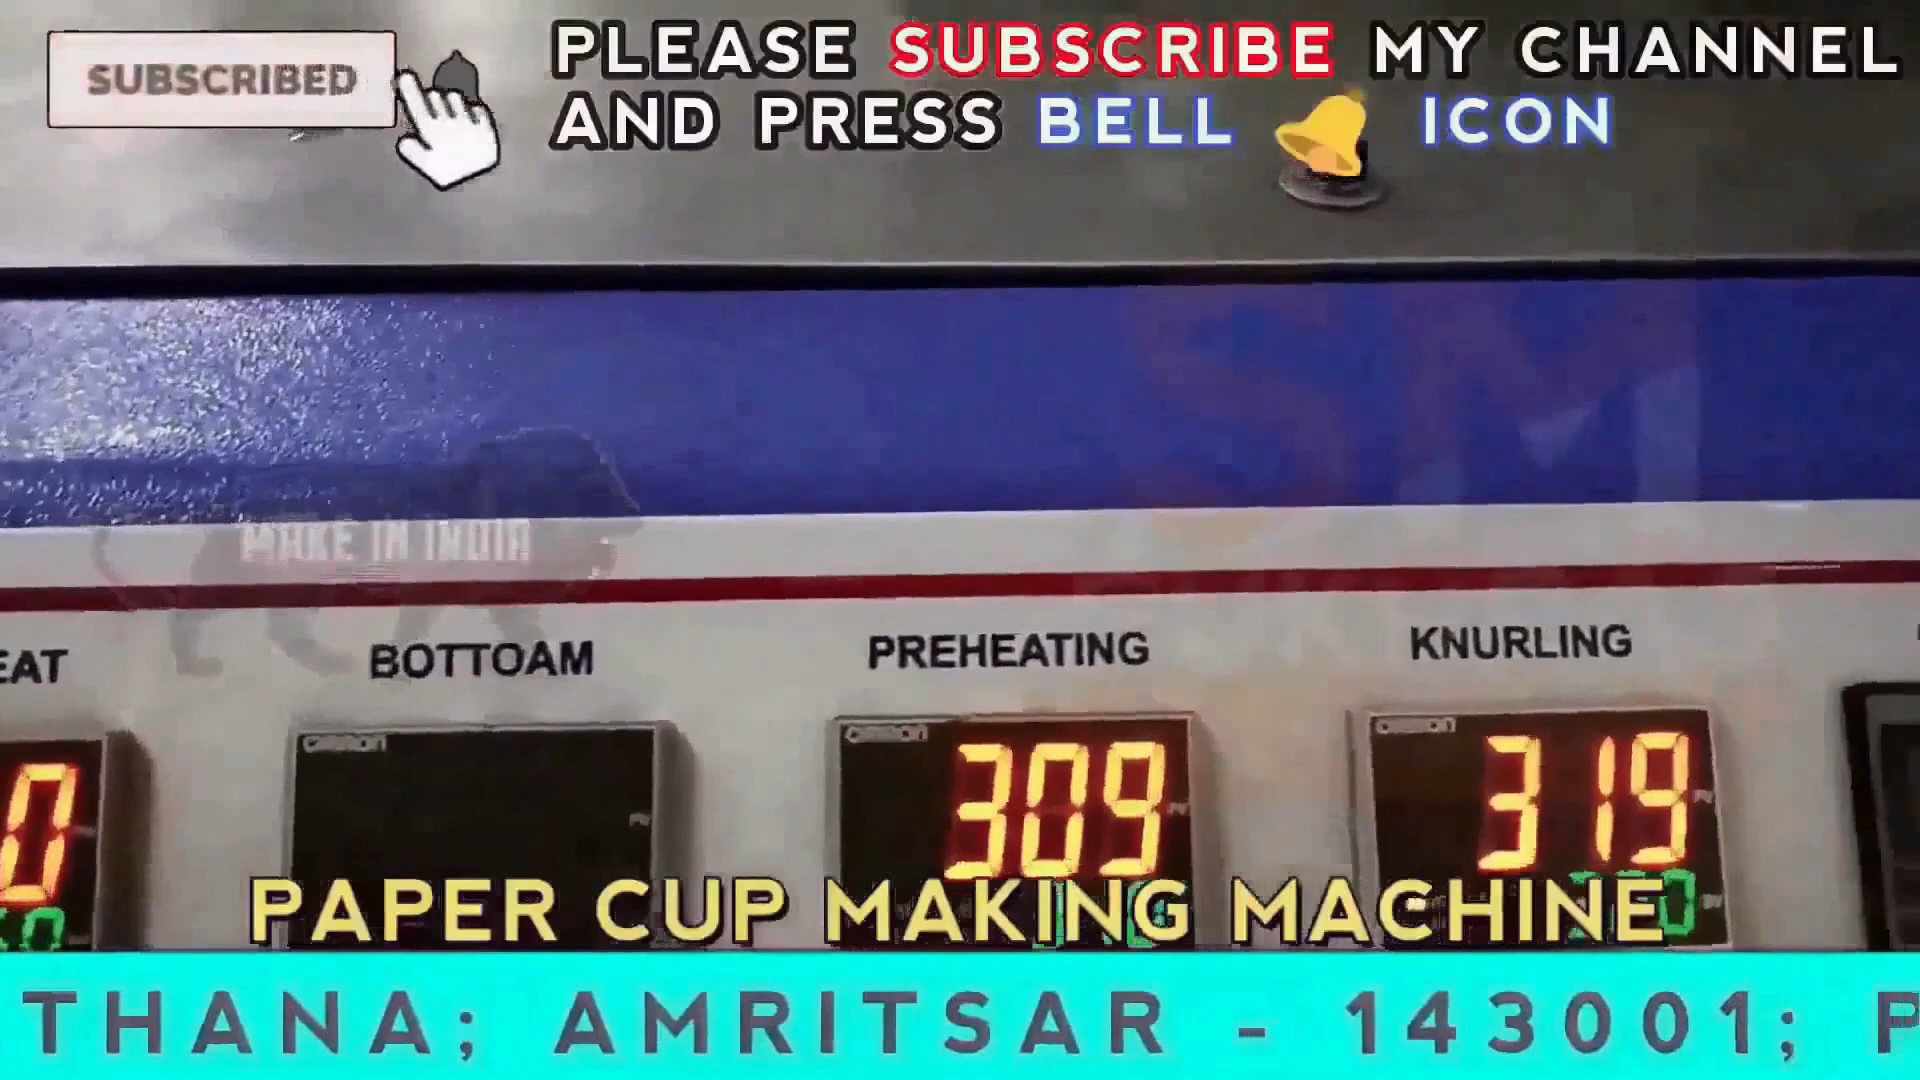 SUBSCRIBED
PLEASE SUBSCRIBE MY CHANNEL
AND PRESS BELL ICON
MAKE IN INDIA
EAT BOTTOAM PREHEATING KNURLING
0 309 319
PAPER CUP MAKING MACHINE
THANA; AMRITSAR - 143001; P